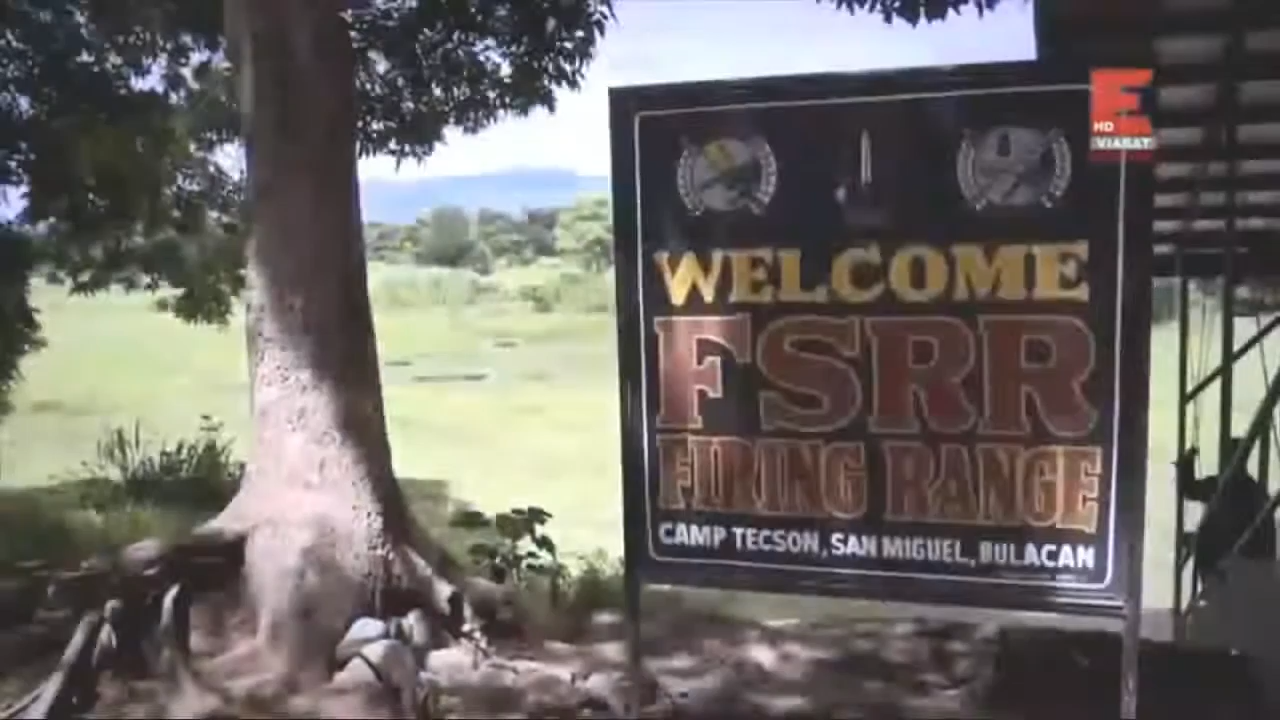 E
HD
VIASAT
WELCOME
FSRR
FIRING RANGE
CAMP TECSON, SAN MIGUEL, BULACAN